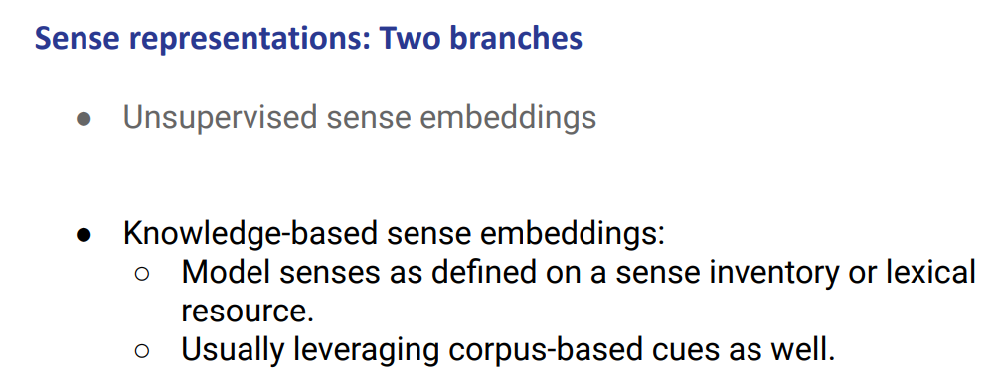 Sense representations: Two branches
● Unsupervised sense embeddings
● Knowledge-based sense embeddings:
○ Model senses as defined on a sense inventory or lexical
resource.
○ Usually leveraging corpus-based cues as well.